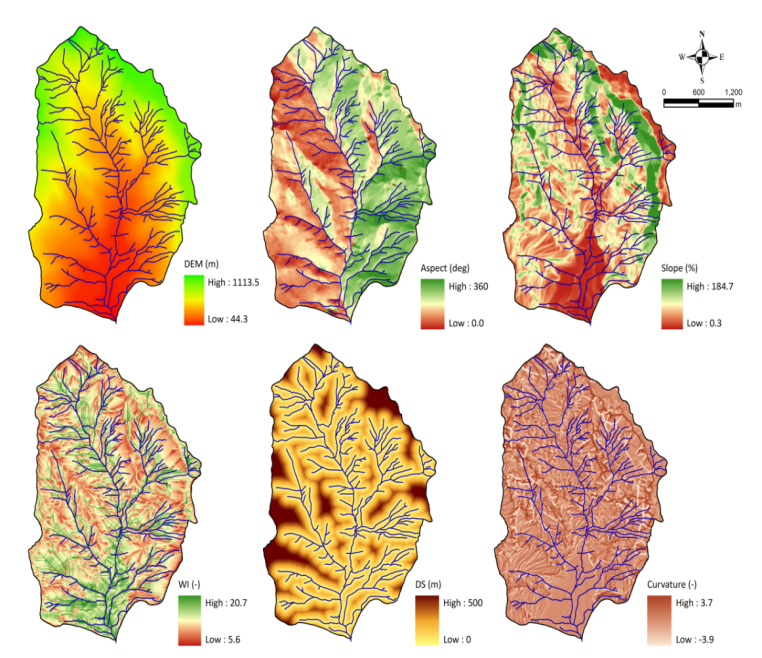 N
W E
S
0 600 1,200
m
DEM (m)
High : 1113.5
Low : 44.3
Aspect (deg)
High : 360
Low : 0.0
Slope (%)
High : 184.7
Low : 0.3
WI (-)
High : 20.7
Low : 5.6
DS (m)
High : 500
Low : 0
Curvature (-)
High : 3.7
Low : -3.9